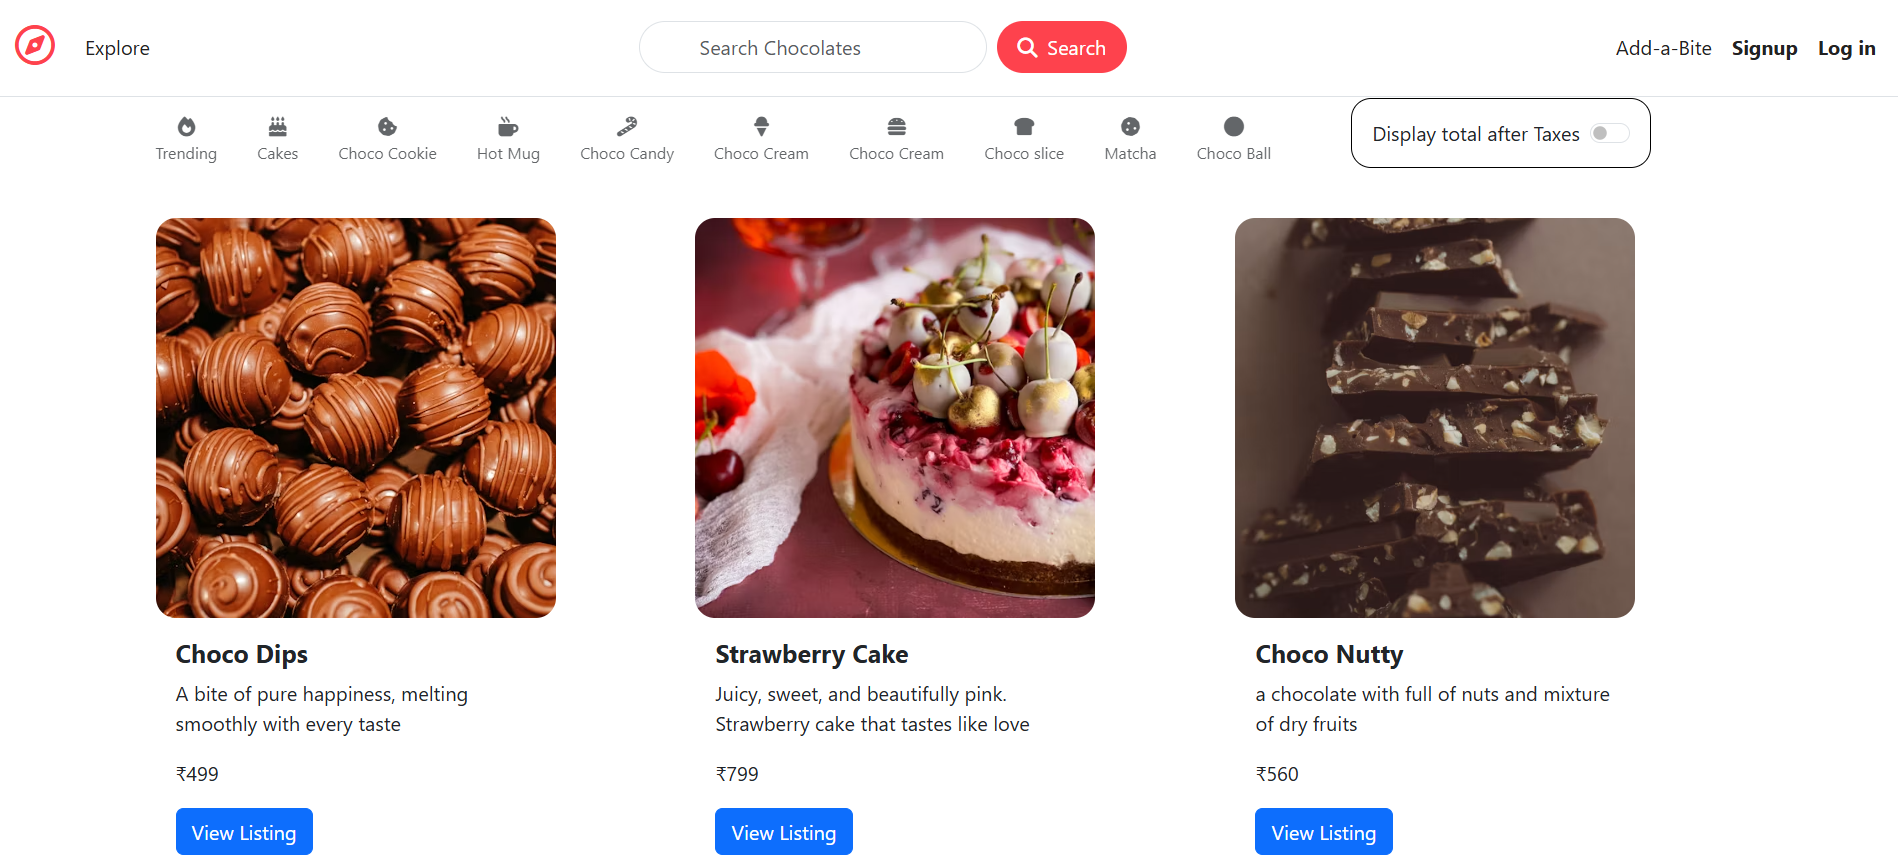 Explore
Search Chocolates
Search
Add-a-Bite
Signup
Log in
Trending
Cakes
Choco Cookie
Hot Mug
Choco Candy
Choco Cream
Choco Cream
Choco slice
Matcha
Choco Ball
Display total after Taxes
Choco Dips
A bite of pure happiness, melting
smoothly with every taste
₹499
View Listing
Strawberry Cake
Juicy, sweet, and beautifully pink.
Strawberry cake that tastes like love
₹799
View Listing
Choco Nutty
a chocolate with full of nuts and mixture
of dry fruits
₹560
View Listing